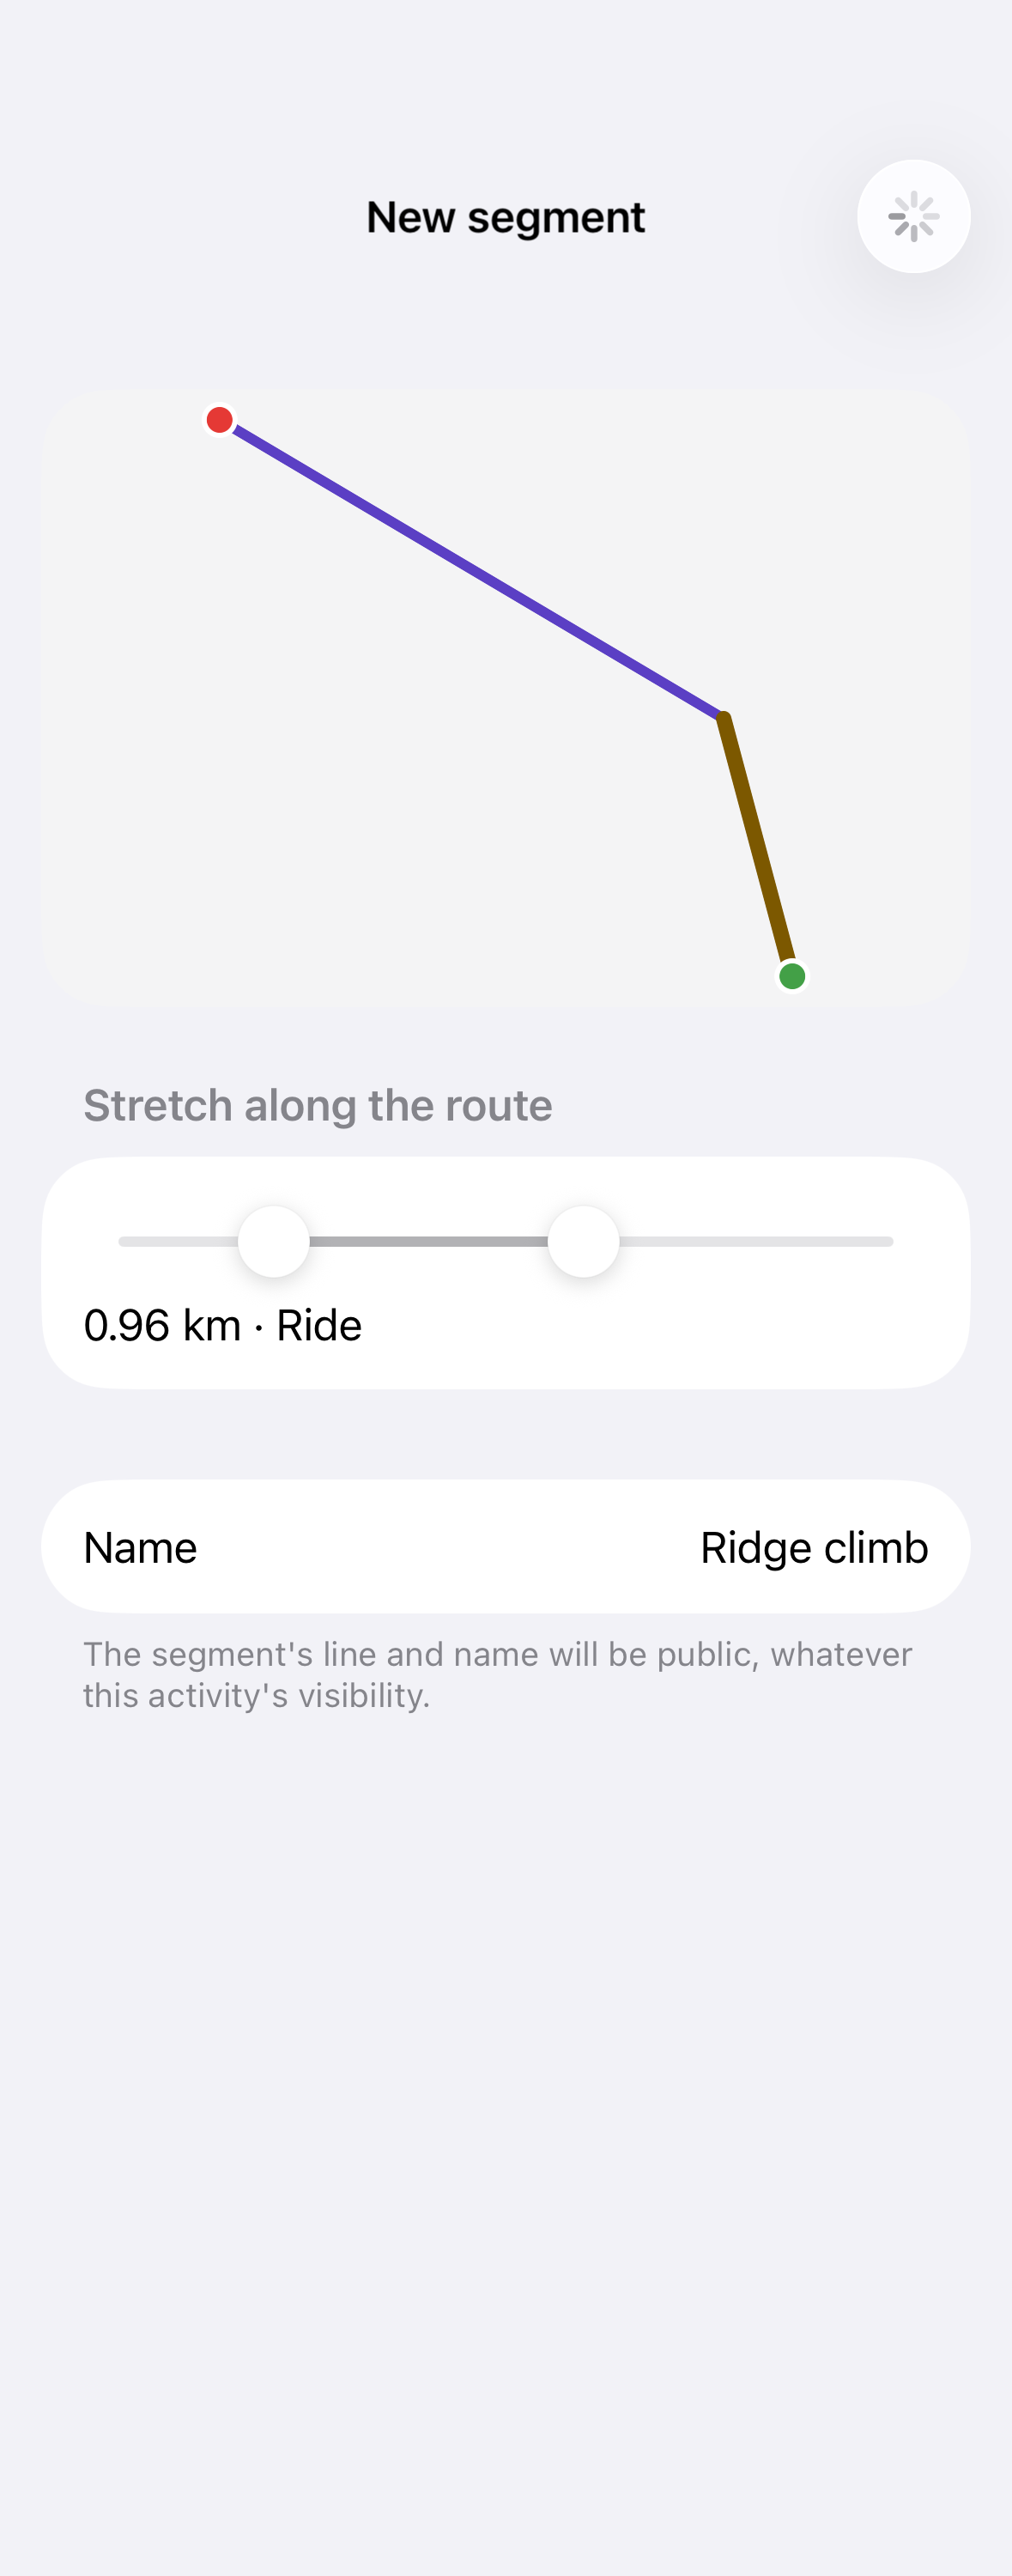 New segment
Stretch along the route
0.96 km · Ride
Name
Ridge climb
The segment's line and name will be public, whatever
this activity's visibility.